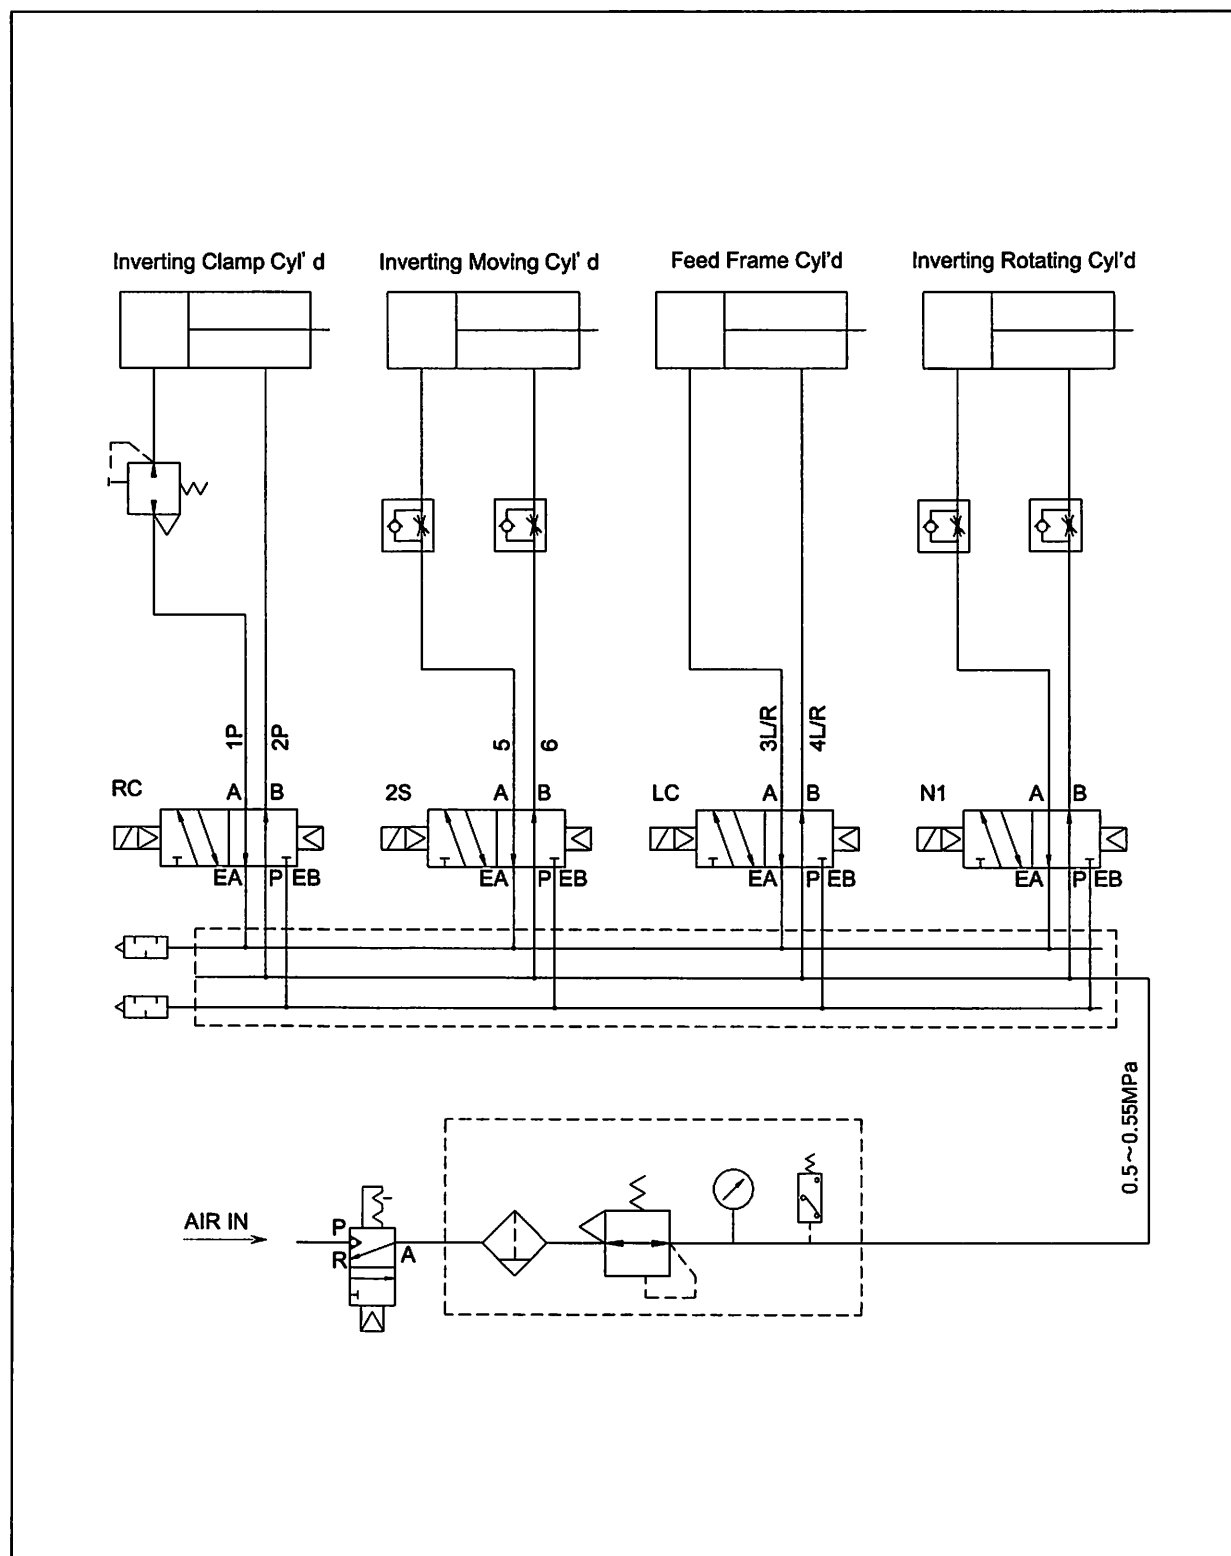 Inverting Clamp Cyl' d
Inverting Moving Cyl' d
Feed Frame Cyl'd
Inverting Rotating Cyl'd
1P
2P
5
6
3L/R
4L/R
RC
A
B
2S
A
B
LC
A
B
N1
A
B
EA
P
EB
EA
P
EB
EA
P
EB
EA
P
EB
0.5～0.55MPa
AIR IN
P
R
A